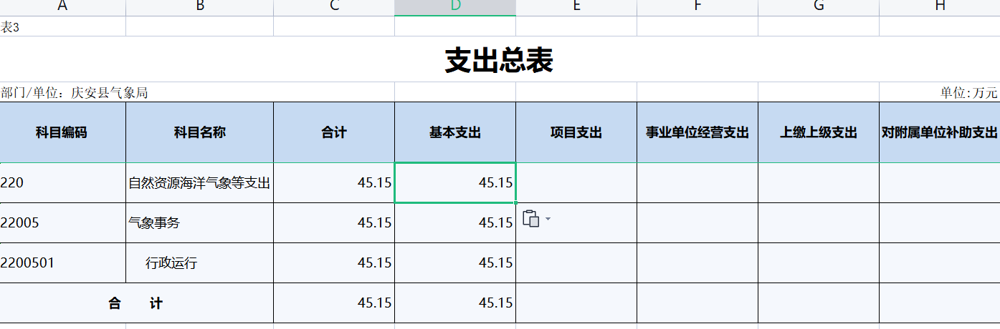 A B C D E F G H
表3
支出总表
部门/单位：庆安县气象局 单位:万元
科目编码 科目名称 合计 基本支出 项目支出 事业单位经营支出 上缴上级支出 对附属单位补助支出
220 自然资源海洋气象等支出 45.15 45.15
22005 气象事务 45.15 45.15
2200501 行政运行 45.15 45.15
合 计 45.15 45.15